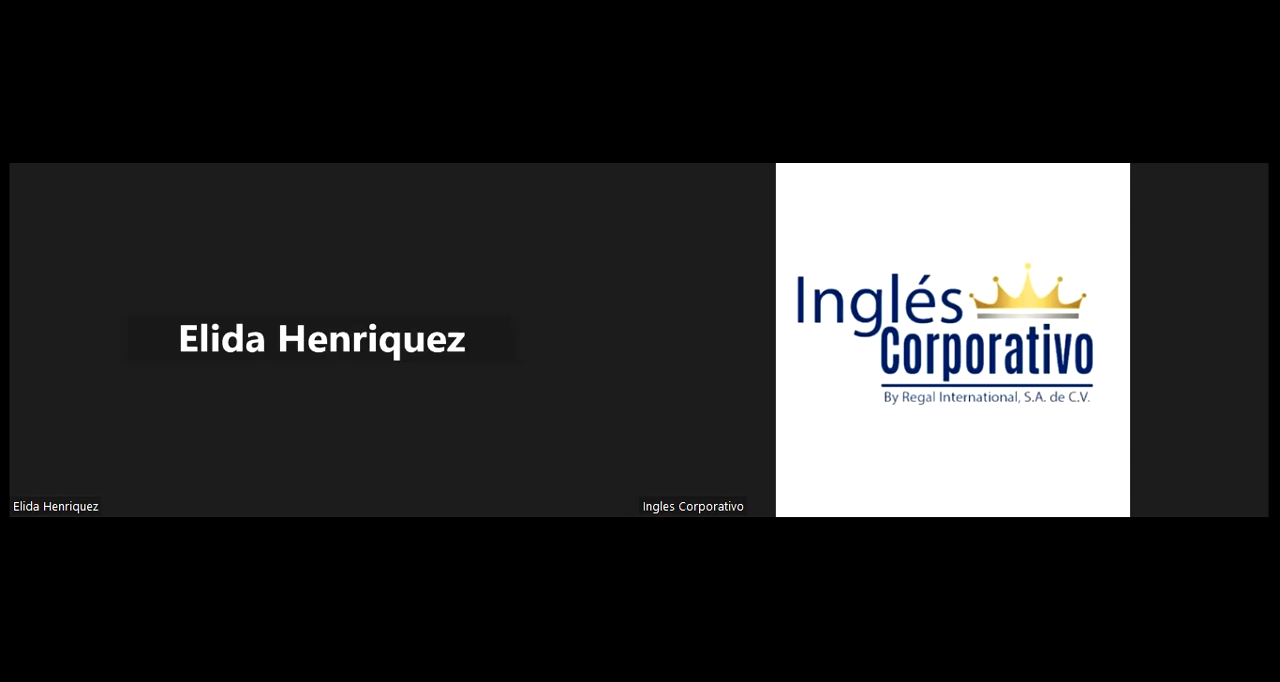 Elida Henriquez
Elida Henriquez
Inglés
Corporativo
By Regal International, S.A. de C.V.
Ingles Corporativo